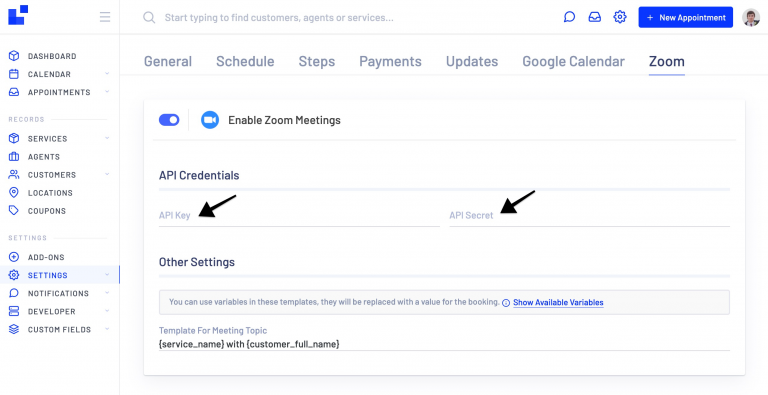 Start typing to find customers, agents or services...
+ New Appointment
DASHBOARD
CALENDAR
APPOINTMENTS
RECORDS
SERVICES
AGENTS
CUSTOMERS
LOCATIONS
COUPONS
SETTINGS
ADD-ONS
SETTINGS
NOTIFICATIONS
DEVELOPER
CUSTOM FIELDS
General Schedule Steps Payments Updates Google Calendar Zoom
Enable Zoom Meetings
API Credentials
API Key API Secret
Other Settings
You can use variables in these templates, they will be replaced with a value for the booking. Show Available Variables
Template For Meeting Topic
{service_name} with {customer_full_name}